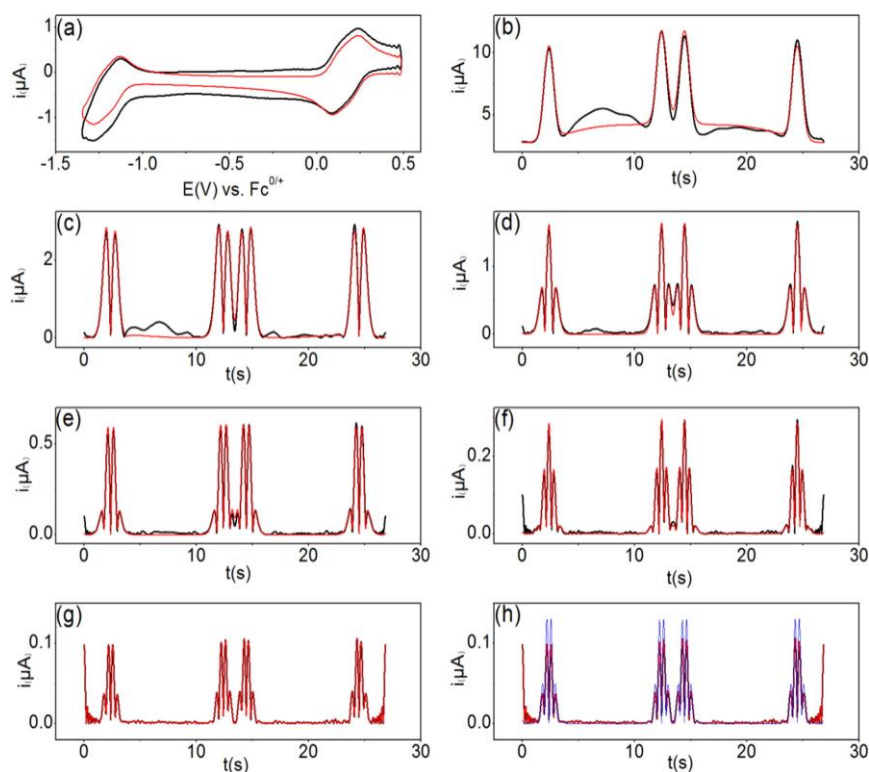 (a)
i(μA)
1
0
-1
-1.5 -1.0 -0.5 0.0 0.5
E(V) vs. Fc0/+
(b)
i(μA)
10
5
0 10 20 30
t(s)
(c)
i(μA)
2
0
0 10 20 30
t(s)
(d)
i(μA)
1
0
0 10 20 30
t(s)
(e)
i(μA)
0.5
0.0
0 10 20 30
t(s)
(f)
i(μA)
0.2
0.0
0 10 20 30
t(s)
(g)
i(μA)
0.1
0.0
0 10 20 30
t(s)
(h)
i(μA)
0.1
0.0
0 10 20 30
t(s)